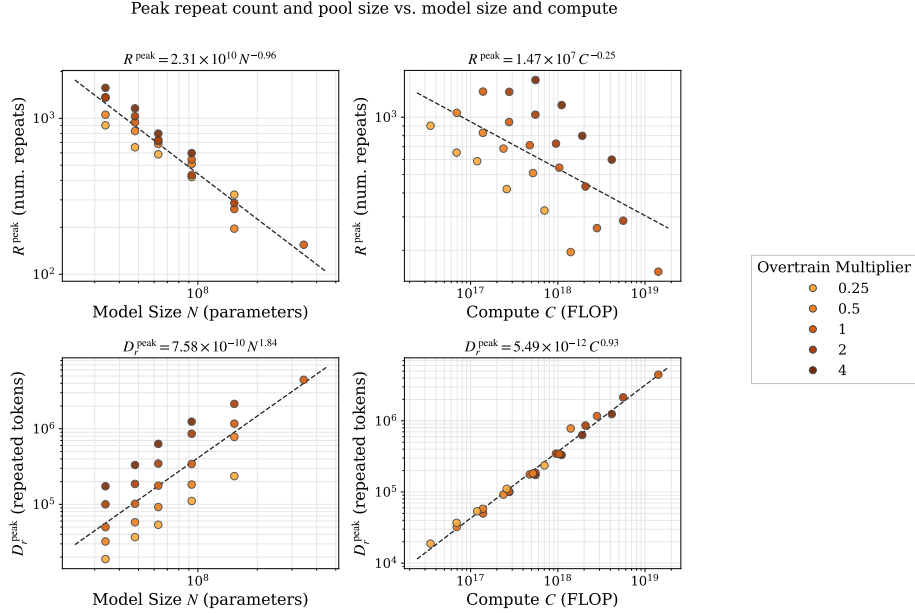 Peak repeat count and pool size vs. model size and compute
R^peak = 2.31 × 10^10 N^−0.96
R^peak = 1.47 × 10^7 C^−0.25
R^peak (num. repeats)
10^3
10^2
10^8
Model Size N (parameters)
R^peak (num. repeats)
10^3
10^17
10^18
10^19
Compute C (FLOP)
Overtrain Multiplier
0.25
0.5
1
2
4
D_r^peak = 7.58 × 10^−10 N^1.84
D_r^peak = 5.49 × 10^−12 C^0.93
D_r^peak (repeated tokens)
10^6
10^5
10^8
Model Size N (parameters)
D_r^peak (repeated tokens)
10^6
10^5
10^4
10^17
10^18
10^19
Compute C (FLOP)